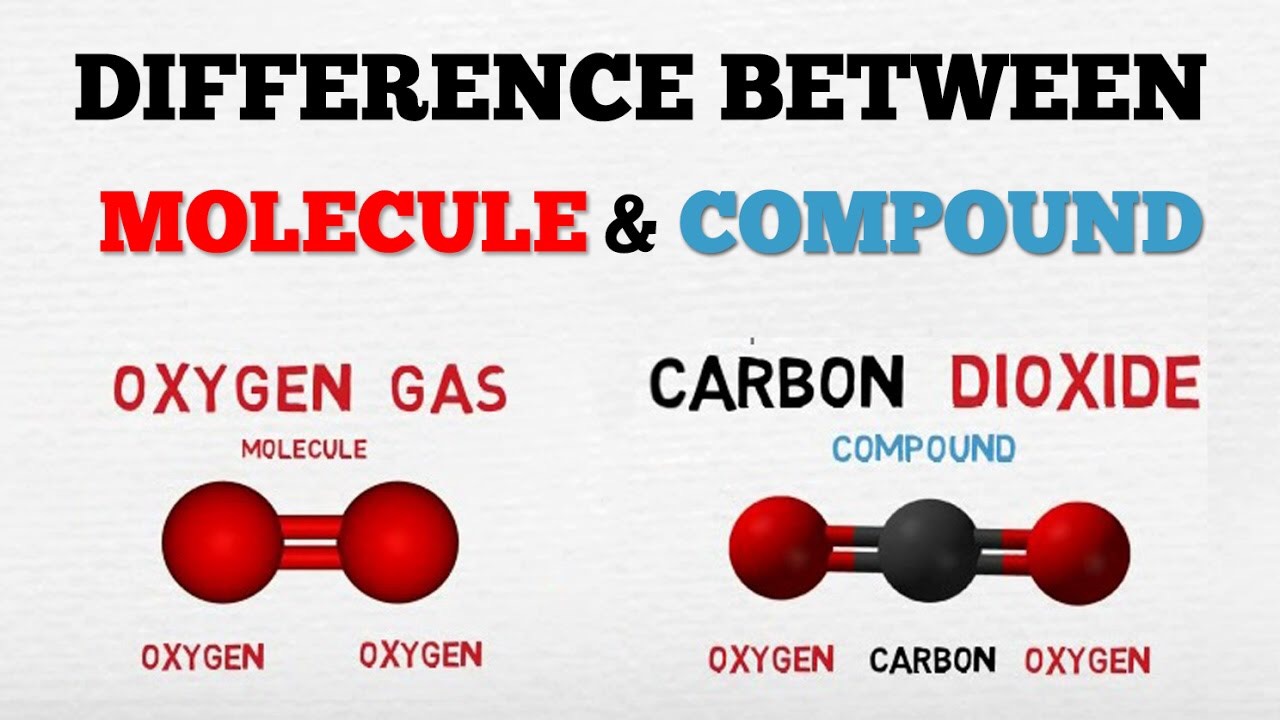 DIFFERENCE BETWEEN
MOLECULE & COMPOUND
OXYGEN GAS
MOLECULE
OXYGEN OXYGEN
CARBON DIOXIDE
COMPOUND
OXYGEN CARBON OXYGEN